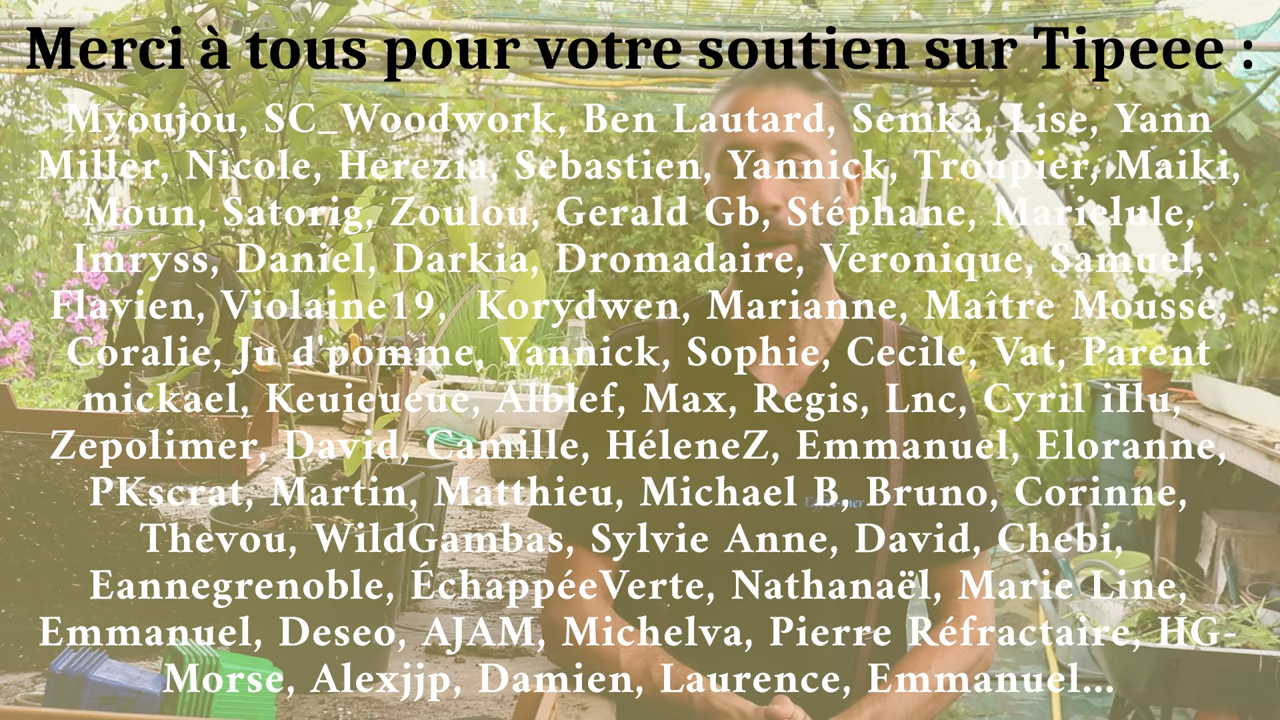 Merci à tous pour votre soutien sur Tipeee :
Myoujou, SC_Woodwork, Ben Lautard, Semka, Lise, Yann
Miller, Nicole, Herezia, Sebastien, Yannick, Troupier, Maiki,
Moun, Satorig, Zoulou, Gerald Gb, Stéphane, Marielule,
Imryss, Daniel, Darkia, Dromadaire, Veronique, Samuel,
Flavien, Violaine19, Korydwen, Marianne, Maître Mousse,
Coralie, Ju d'pomme, Yannick, Sophie, Cecile, Vat, Parent
mickael, Keuieueue, Alblef, Max, Regis, Lnc, Cyril illu,
Zepolimer, David, Camille, HéleneZ, Emmanuel, Eloranne,
PKscrat, Martin, Matthieu, Michael B, Bruno, Corinne,
Thevou, WildGambas, Sylvie Anne, David, Chebi,
Eannegrenoble, ÉchappéeVerte, Nathanaël, Marie Line,
Emmanuel, Deseo, AJAM, Michelva, Pierre Réfractaire, HG-
Morse, Alexjjp, Damien, Laurence, Emmanuel...